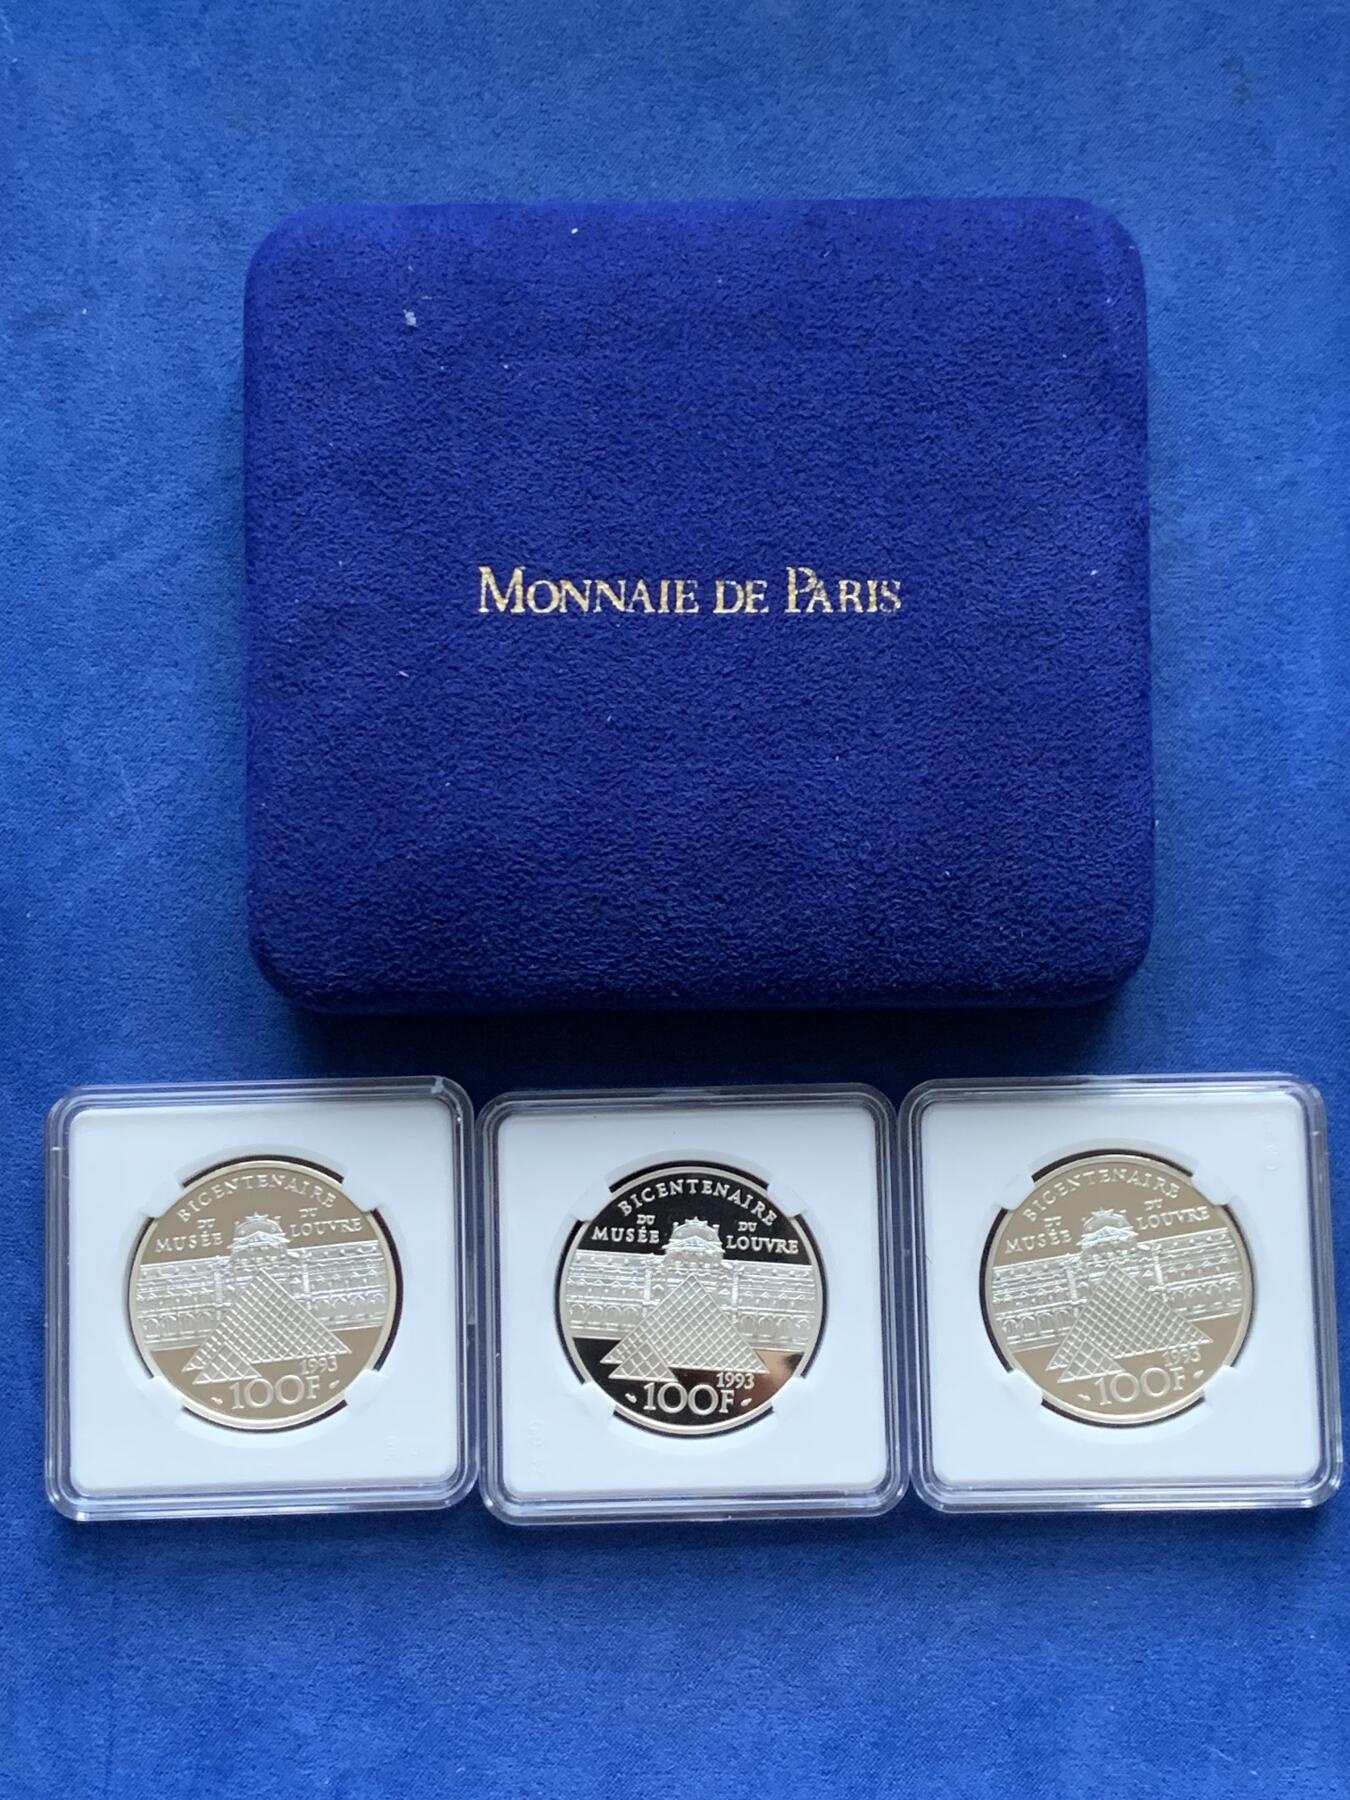 MONNAIE DE PARIS
BICENTENAIRE
DU DU
MUSÉE LOUVRE
1993
100F
BICENTENAIRE
DU DU
MUSÉE LOUVRE
1993
100F
BICENTENAIRE
DU DU
MUSÉE LOUVRE
1993
100F